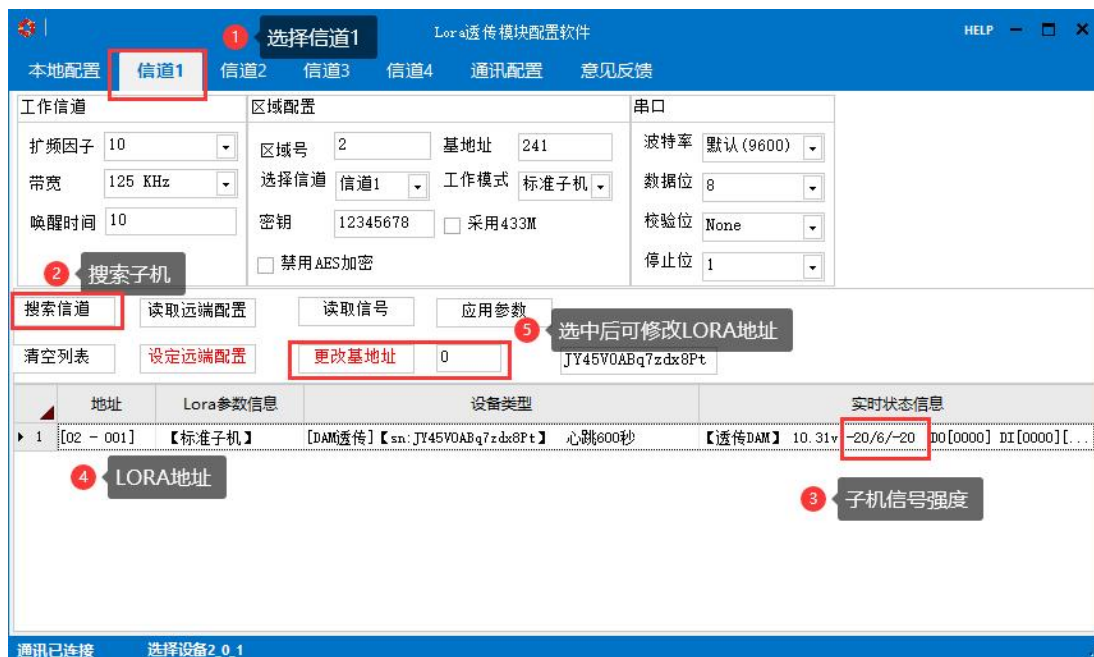 1 选择信道1
Lora透传模块配置软件
HELP
本地配置 信道1 信道2 信道3 信道4 通讯配置 意见反馈
工作信道
扩频因子 10
带宽 125 KHz
唤醒时间 10
区域配置
区域号 2 基地址 241
选择信道 信道1 工作模式 标准子机
密钥 12345678 采用433M
禁用AES加密
串口
波特率 默认(9600)
数据位 8
校验位 None
停止位 1
2 搜索子机
搜索信道 读取远端配置 读取信号 应用参数
5 选中后可修改LORA地址
清空列表 设定远端配置 更改基地址 0 JY45V0ABq7zdx8Pt
地址 Lora参数信息 设备类型 实时状态信息
1 [02 - 001] 【标准子机】 [DAM透传]【sn:JY45V0ABq7zdx8Pt】 心跳600秒 【透传DAM】 10.31v -20/6/-20 DO[0000] DI[0000][...
4 LORA地址
3 子机信号强度
通讯已连接 选择设备2_0_1